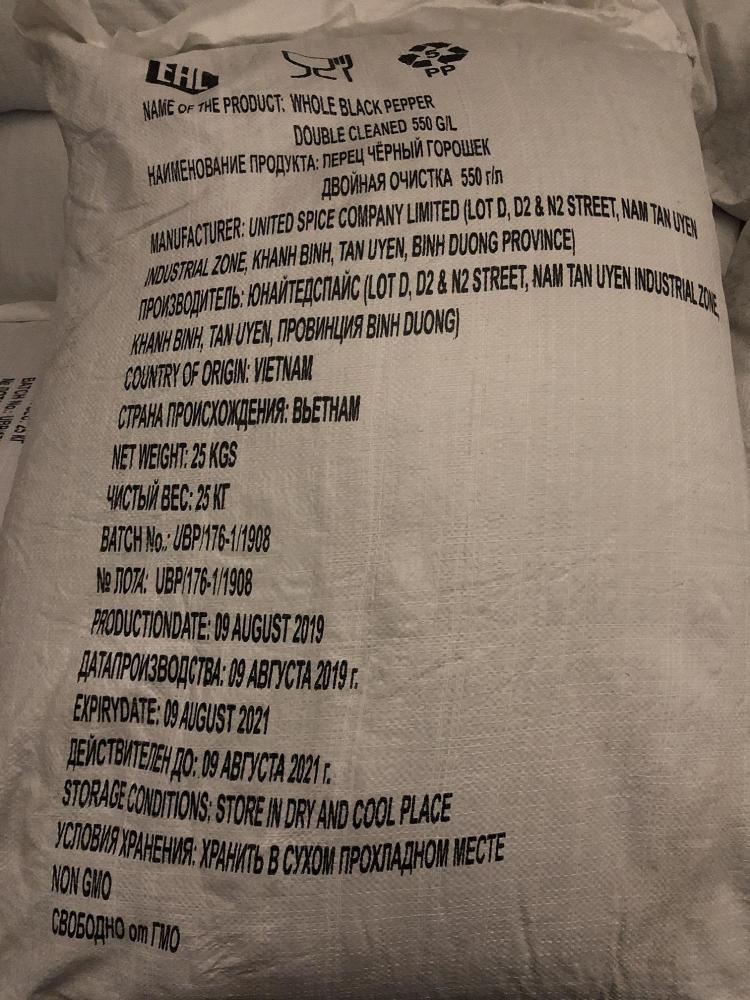 EAC
5
PP
NAME OF THE PRODUCT: WHOLE BLACK PEPPER
DOUBLE CLEANED 550 G/L
НАИМЕНОВАНИЕ ПРОДУКТА: ПЕРЕЦ ЧЁРНЫЙ ГОРОШЕК
ДВОЙНАЯ ОЧИСТКА 550 г/л
MANUFACTURER: UNITED SPICE COMPANY LIMITED (LOT D, D2 & N2 STREET, NAM TAN UYEN
INDUSTRIAL ZONE, KHANH BINH, TAN UYEN, BINH DUONG PROVINCE)
ПРОИЗВОДИТЕЛЬ: ЮНАЙТЕДСПАЙС (LOT D, D2 & N2 STREET, NAM TAN UYEN INDUSTRIAL ZONE,
KHANH BINH, TAN UYEN, ПРОВИНЦИЯ BINH DUONG)
COUNTRY OF ORIGIN: VIETNAM
СТРАНА ПРОИСХОЖДЕНИЯ: ВЬЕТНАМ
NET WEIGHT: 25 KGS
ЧИСТЫЙ ВЕС: 25 КГ
BATCH No.: UBP/176-1/1908
№ ЛОТА: UBP/176-1/1908
PRODUCTIONDATE: 09 AUGUST 2019
ДАТАПРОИЗВОДСТВА: 09 АВГУСТА 2019 г.
EXPIRYDATE: 09 AUGUST 2021
ДЕЙСТВИТЕЛЕН ДО: 09 АВГУСТА 2021 г.
STORAGE CONDITIONS: STORE IN DRY AND COOL PLACE
УСЛОВИЯ ХРАНЕНИЯ: ХРАНИТЬ В СУХОМ ПРОХЛАДНОМ МЕСТЕ
NON GMO
СВОБОДНО от ГМО